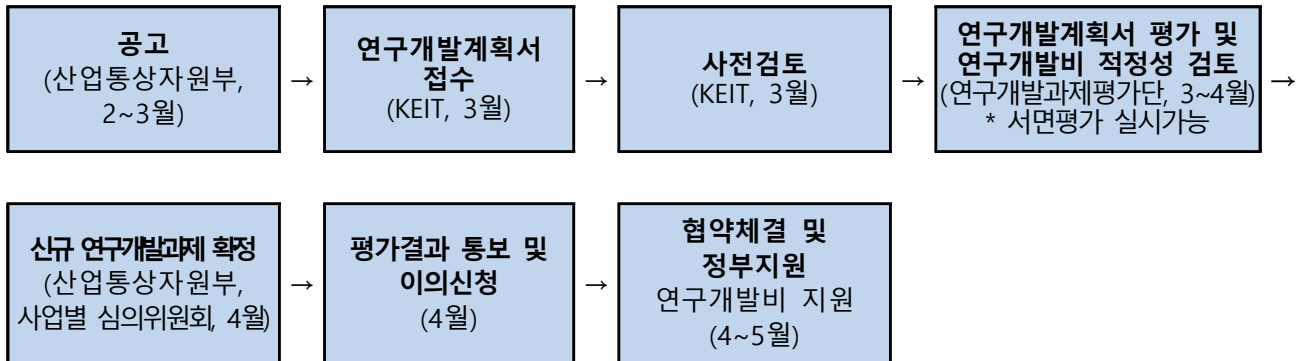 공고
(산업통상자원부,
2~3월)
→
연구개발계획서
접수
(KEIT, 3월)
→
사전검토
(KEIT, 3월)
→
연구개발계획서 평가 및
연구개발비 적정성 검토
(연구개발과제평가단, 3~4월)
* 서면평가 실시가능
→
신규 연구개발과제 확정
(산업통상자원부,
사업별 심의위원회, 4월)
→
평가결과 통보 및
이의신청
(4월)
→
협약체결 및
정부지원
연구개발비 지원
(4~5월)